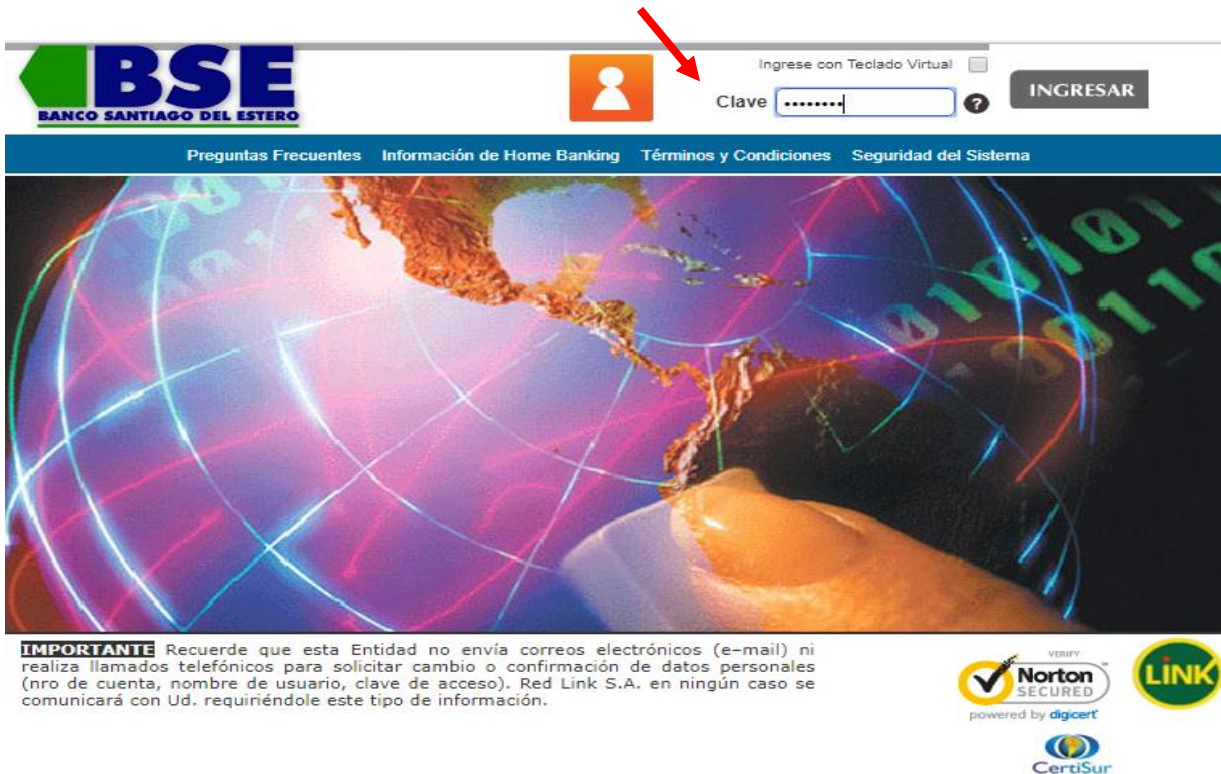 BSE
BANCO SANTIAGO DEL ESTERO
Ingrese con Teclado Virtual
Clave ........
?
INGRESAR
Preguntas Frecuentes Información de Home Banking Términos y Condiciones Seguridad del Sistema
01011
00110
IMPORTANTE Recuerde que esta Entidad no envía correos electrónicos (e-mail) ni
realiza llamados telefónicos para solicitar cambio o confirmación de datos personales
(nro de cuenta, nombre de usuario, clave de acceso). Red Link S.A. en ningún caso se
comunicará con Ud. requiriéndole este tipo de información.
VERIFY
Norton
SECURED
powered by digicert
LINK
CertiSur